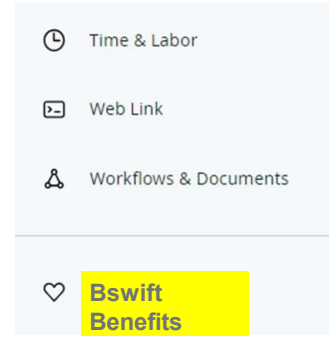 Time & Labor
Web Link
Workflows & Documents
Bswift
Benefits